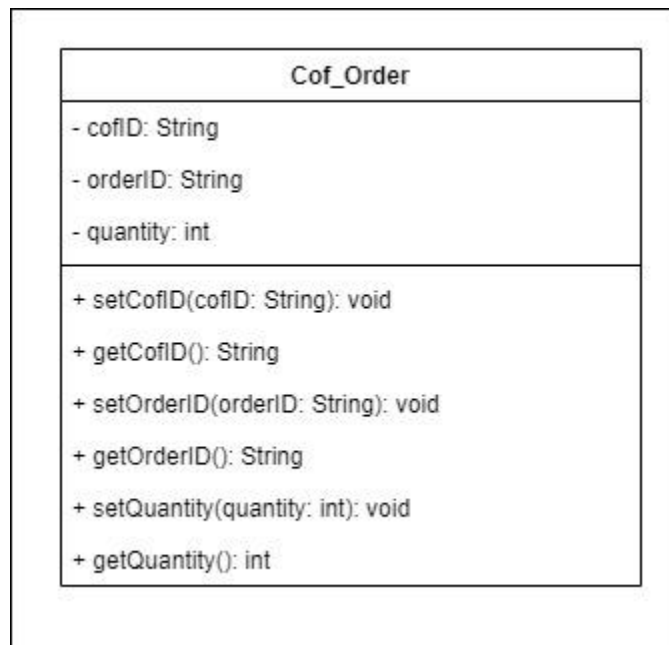 Cof_Order
- cofID: String
- orderID: String
- quantity: int
+ setCofID(cofID: String): void
+ getCofID(): String
+ setOrderID(orderID: String): void
+ getOrderID(): String
+ setQuantity(quantity: int): void
+ getQuantity(): int